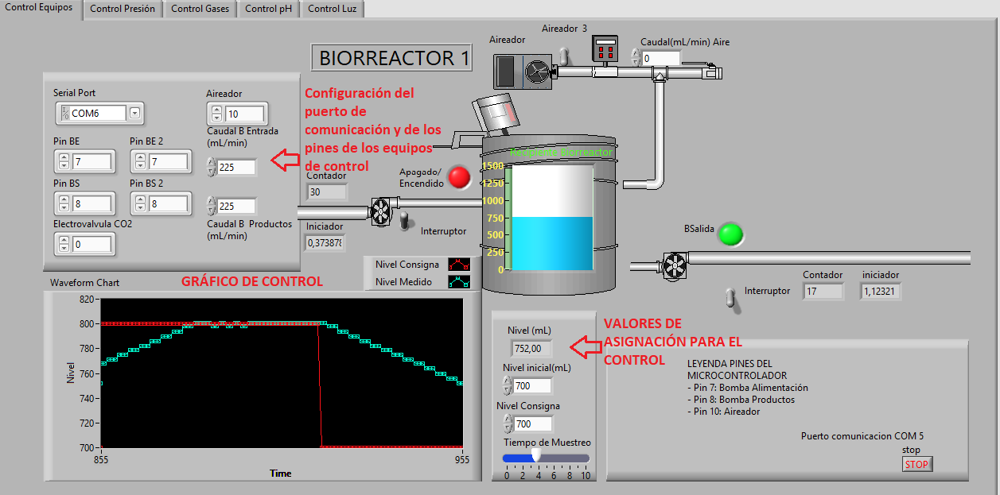 Control Equipos
Control Presión
Control Gases
Control pH
Control Luz
BIORREACTOR 1
Aireador
Aireador 3
Caudal(mL/min) Aire
0
Serial Port
COM6
Aireador
10
Pin BE
7
Pin BE 2
7
Caudal B Entrada
(mL/min)
225
Pin BS
8
Pin BS 2
8
225
Caudal B Productos
(mL/min)
Electrovalvula CO2
0
Configuración del
puerto de
comunicación y de los
pines de los equipos
de control
Contador
30
Iniciador
0,373878
Apagado/
Encendido
Interruptor
1500
1250
1000
750
500
250
0
BSalida
Interruptor
Contador
17
iniciador
1,12321
Nivel Consigna
Nivel Medido
Waveform Chart
GRÁFICO DE CONTROL
820
800
780
760
740
720
700
Nivel
855
955
Time
Nivel (mL)
752,00
Nivel inicial(mL)
700
Nivel Consigna
700
Tiempo de Muestreo
0 2 4 6 8 10
VALORES DE
ASIGNACIÓN PARA EL
CONTROL
LEYENDA PINES DEL
MICROCONTROLADOR
- Pin 7: Bomba Alimentación
- Pin 8: Bomba Productos
- Pin 10: Aireador
Puerto comunicacion COM 5
stop
STOP